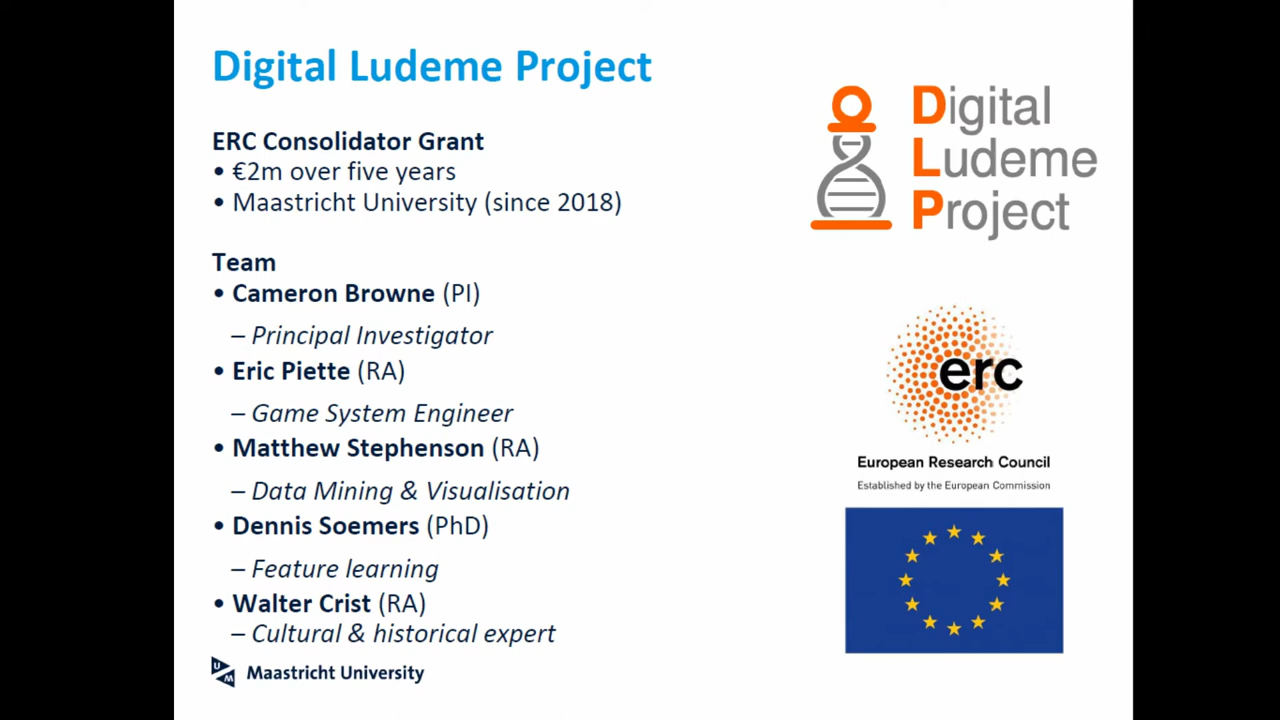 Digital Ludeme Project
ERC Consolidator Grant
• €2m over five years
• Maastricht University (since 2018)
Team
• Cameron Browne (PI)
– Principal Investigator
• Eric Piette (RA)
– Game System Engineer
• Matthew Stephenson (RA)
– Data Mining & Visualisation
• Dennis Soemers (PhD)
– Feature learning
• Walter Crist (RA)
– Cultural & historical expert
UM Maastricht University
Digital
Ludeme
Project
erc
European Research Council
Established by the European Commission